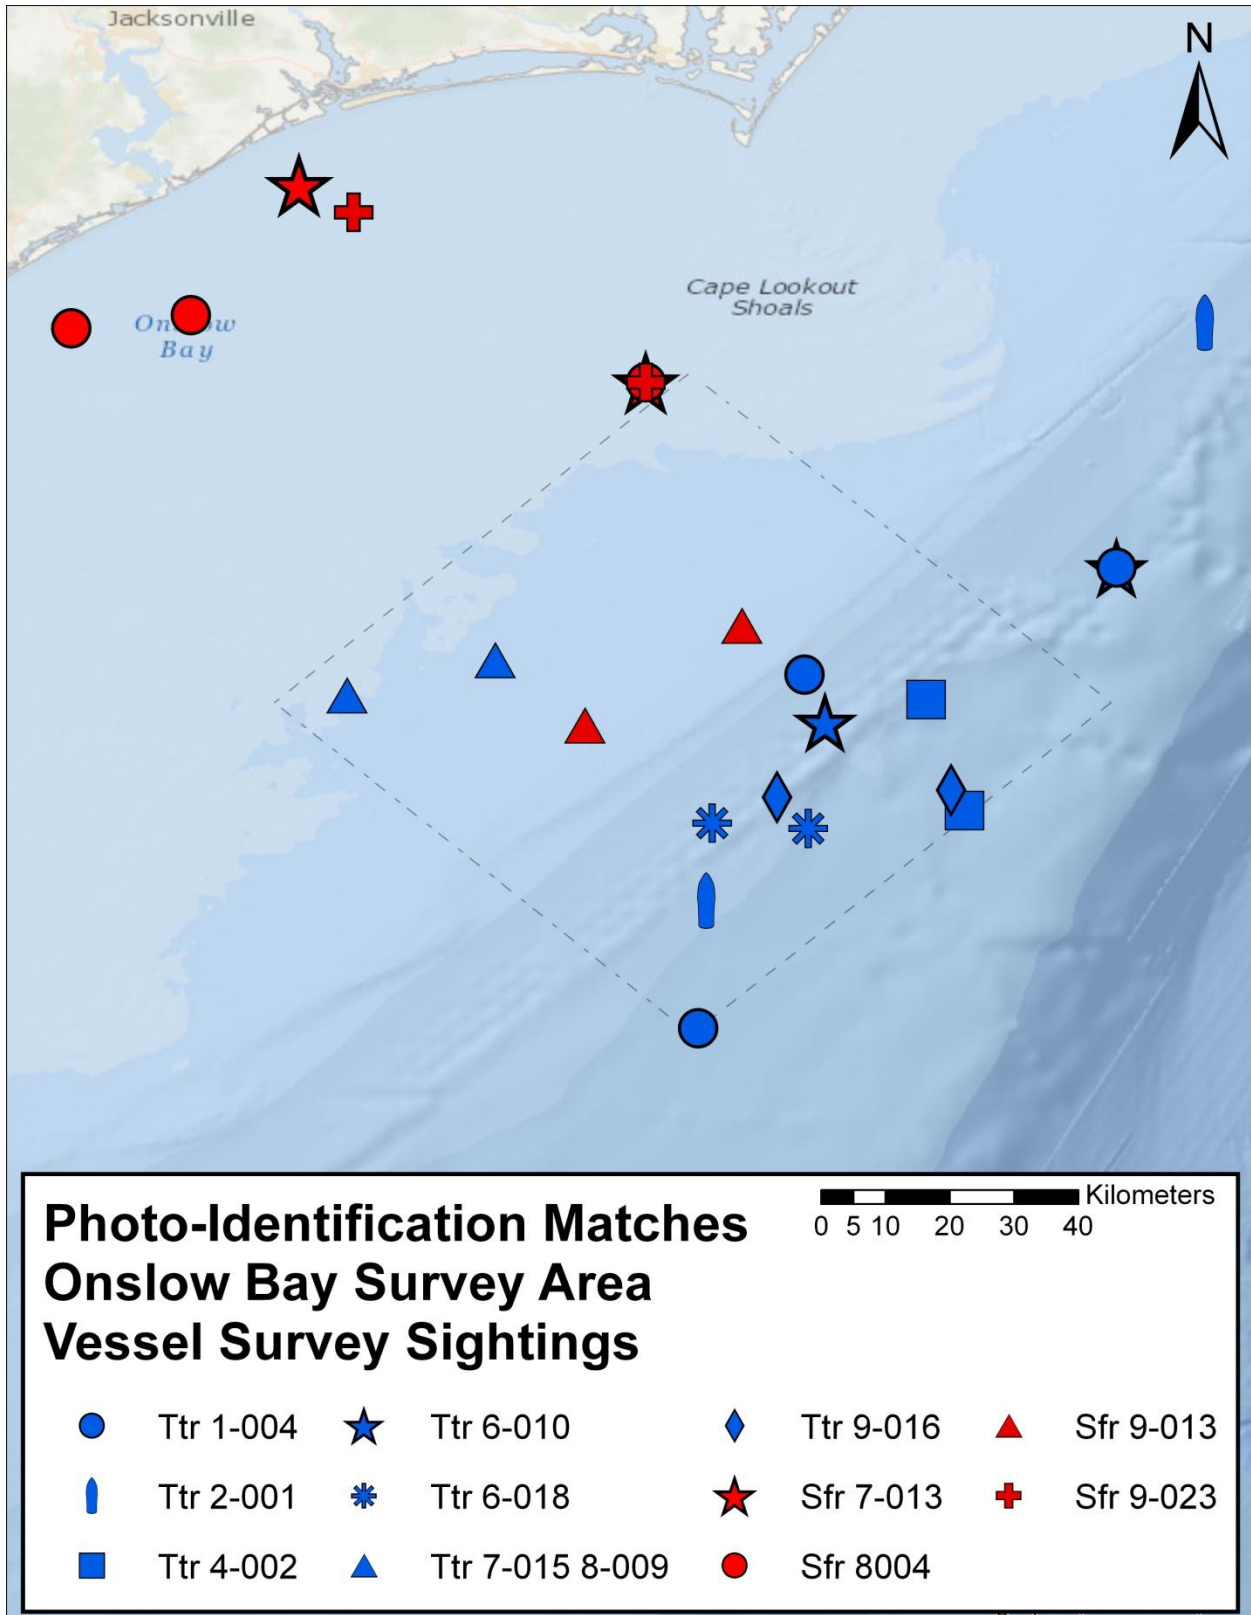 Jacksonville
N
Cape Lookout
Shoals
Onslow
Bay
Photo-Identification Matches
Onslow Bay Survey Area
Vessel Survey Sightings
Kilometers
0 5 10 20 30 40
Ttr 1-004 Ttr 6-010 Ttr 9-016 Sfr 9-013
Ttr 2-001 Ttr 6-018 Sfr 7-013 Sfr 9-023
Ttr 4-002 Ttr 7-015 8-009 Sfr 8004